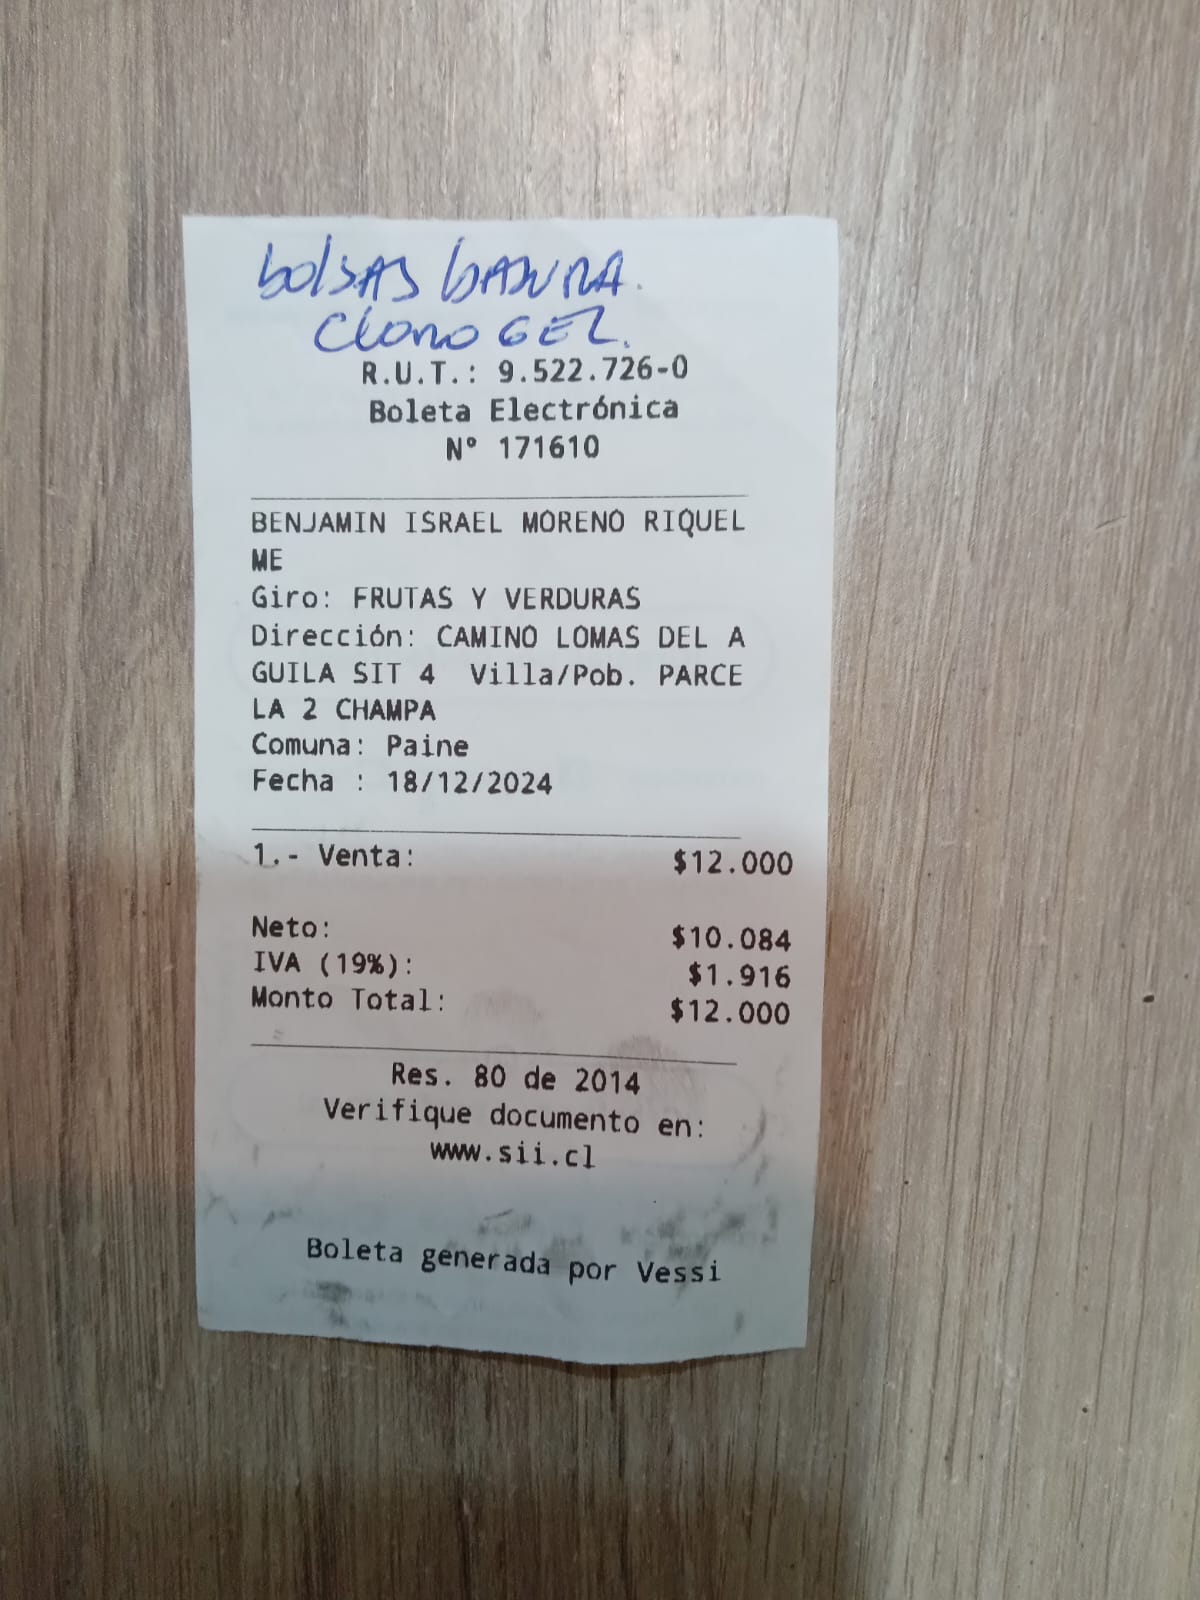 bolsas basura.
Cloro GEL.
R.U.T.: 9.522.726-0
Boleta Electrónica
N° 171610
BENJAMIN ISRAEL MORENO RIQUEL
ME
Giro: FRUTAS Y VERDURAS
Dirección: CAMINO LOMAS DEL A
GUILA SIT 4 Villa/Pob. PARCE
LA 2 CHAMPA
Comuna: Paine
Fecha : 18/12/2024
1.- Venta: $12.000
Neto: $10.084
IVA (19%): $1.916
Monto Total: $12.000
Res. 80 de 2014
Verifique documento en:
www.sii.cl
Boleta generada por Vessi